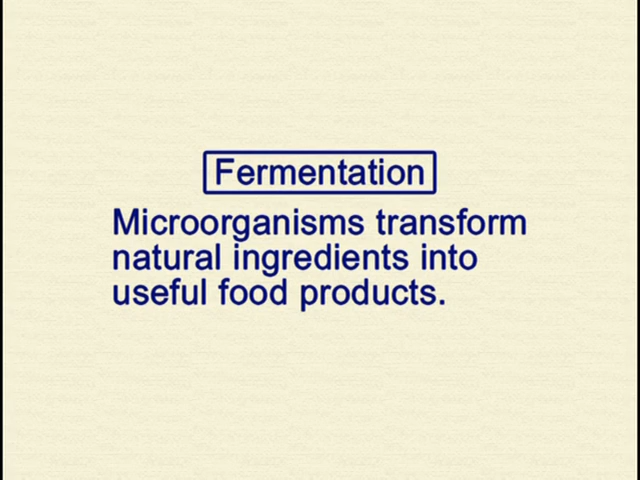 Fermentation
Microorganisms transform
natural ingredients into
useful food products.